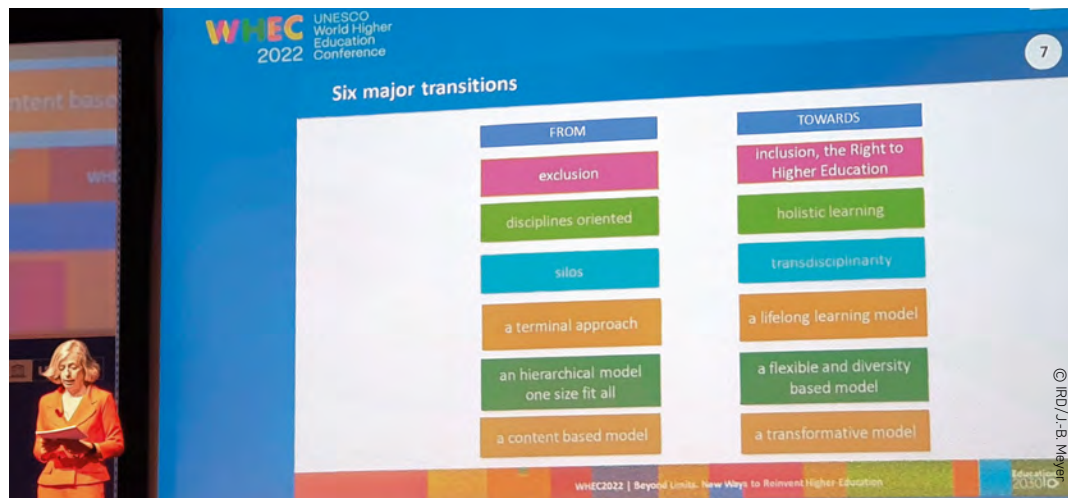 ntent base
WHE
WHEC
2022
UNESCO
World Higher
Education
Conference
7
Six major transitions
FROM
TOWARDS
exclusion
inclusion, the Right to
Higher Education
disciplines oriented
holistic learning
silos
transdisciplinarity
a terminal approach
a lifelong learning model
an hierarchical model
one size fit all
a flexible and diversity
based model
a content based model
a transformative model
WHEC2022 | Beyond Limits. New Ways to Reinvent Higher Education
Education
2030
© IRD/J.-B. Meyer